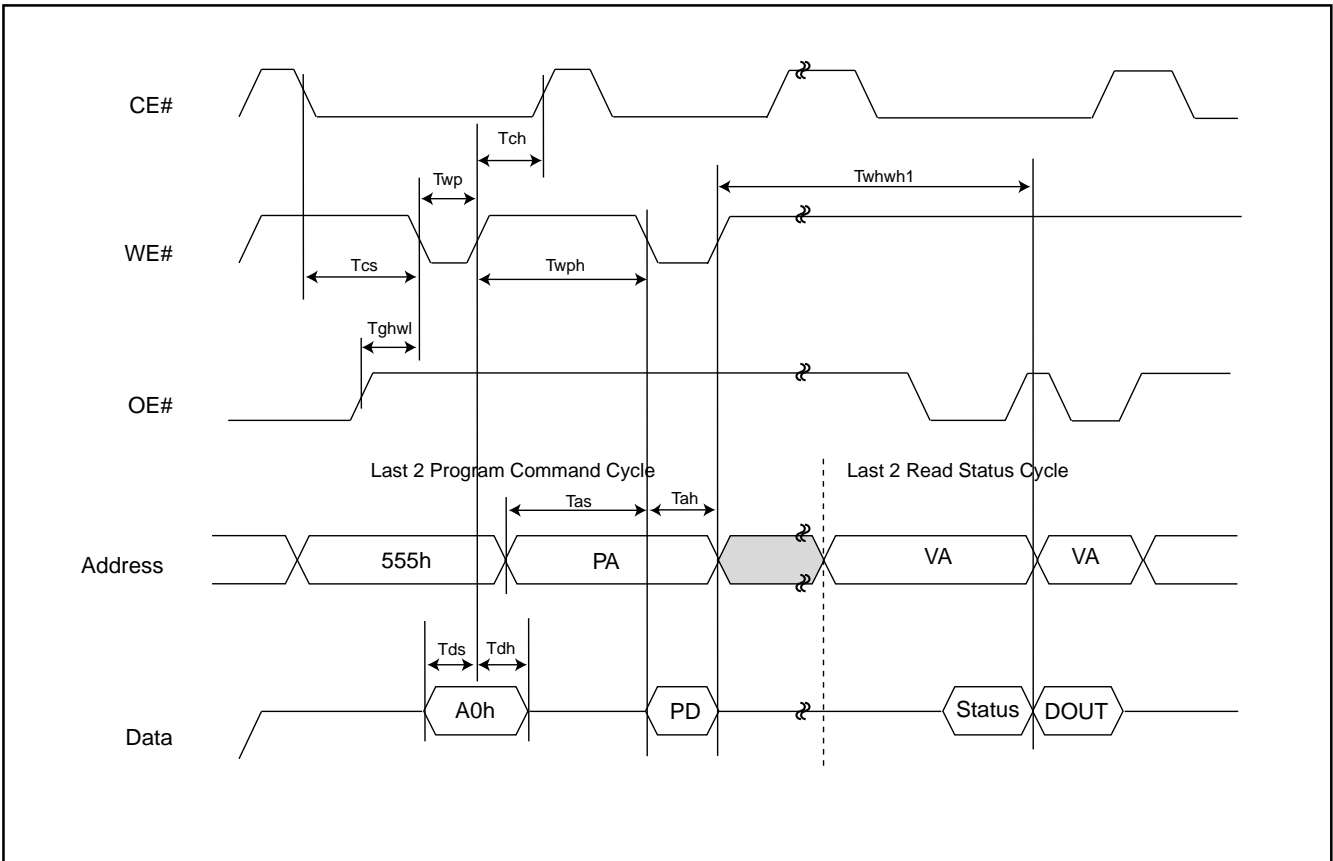 CE#
Tch
Twp
Twhwh1
WE#
Tcs
Twph
Tghwl
OE#
Last 2 Program Command Cycle
Last 2 Read Status Cycle
Tas
Tah
Address
555h
PA
VA
VA
Tds
Tdh
Data
A0h
PD
Status
DOUT